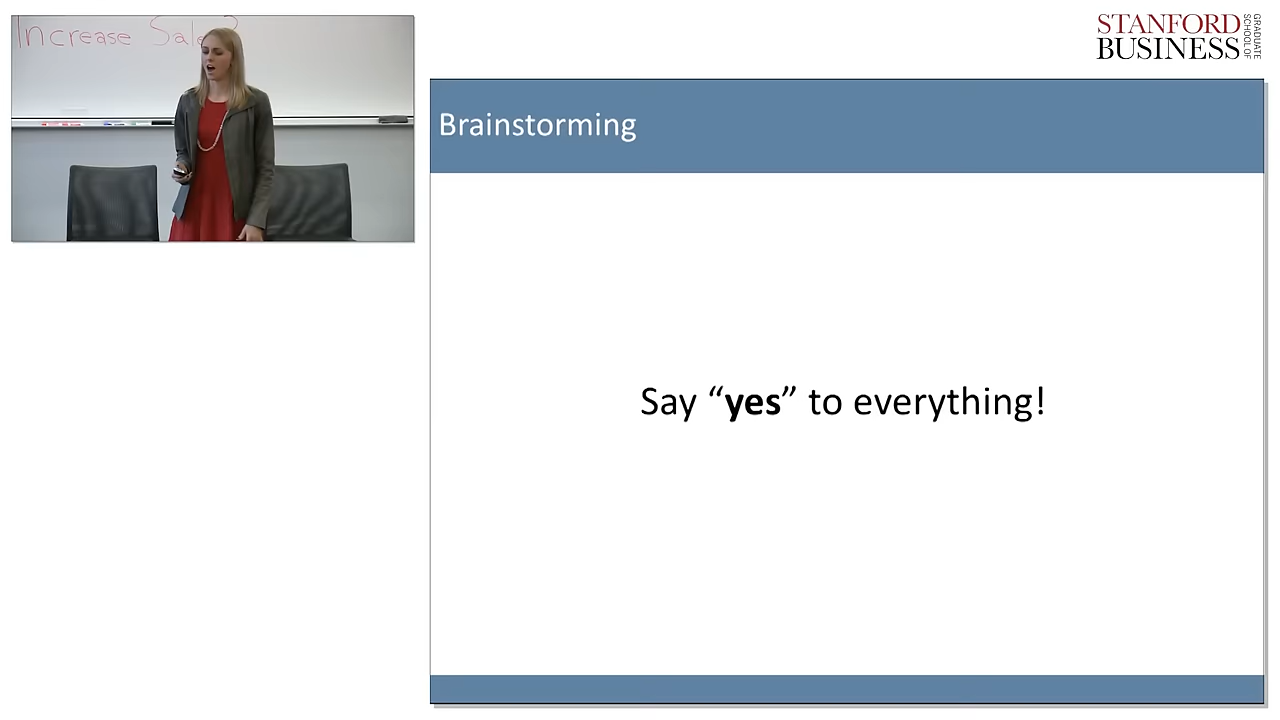 Increase Sales?
STANFORD
BUSINESS
GRADUATE
SCHOOL OF
Brainstorming
Say “yes” to everything!